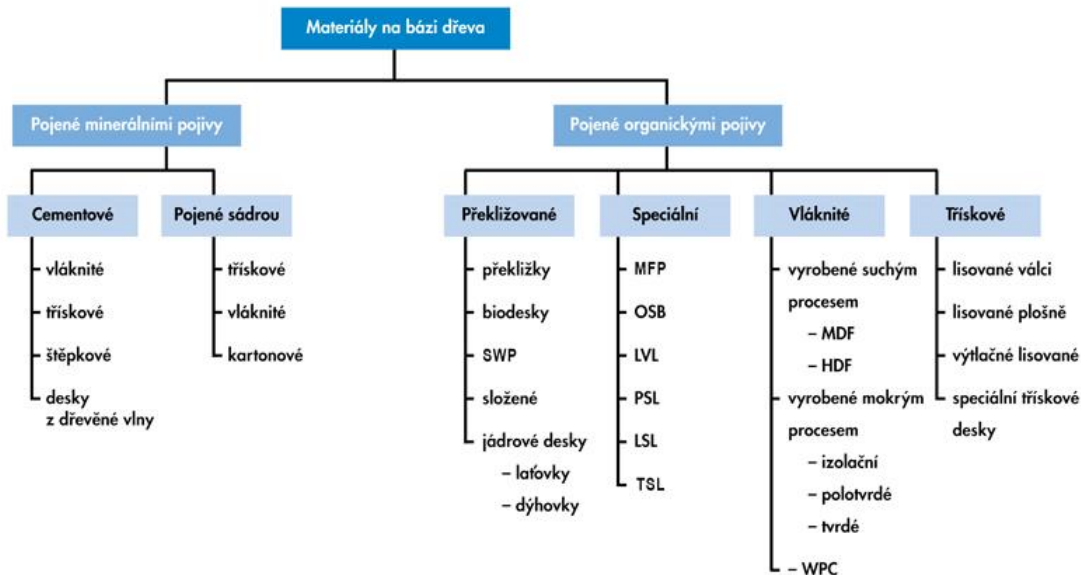 Materiály na bázi dřeva
Pojené minerálními pojivy
Pojené organickými pojivy
Cementové
vláknité
třískové
štěpkové
desky
z dřevěné vlny
Pojené sádrou
třískové
vláknité
kartonové
Překližované
překližky
biodesky
SWP
složené
jádrové desky
– laťovky
– dýhovky
Speciální
MFP
OSB
LVL
PSL
LSL
TSL
Vláknité
vyrobené suchým
procesem
– MDF
– HDF
vyrobené mokrým
procesem
– izolační
– polotvrdé
– tvrdé
– WPC
Třískové
lisované válci
lisované plošně
výtlačné lisované
speciální třískové
desky